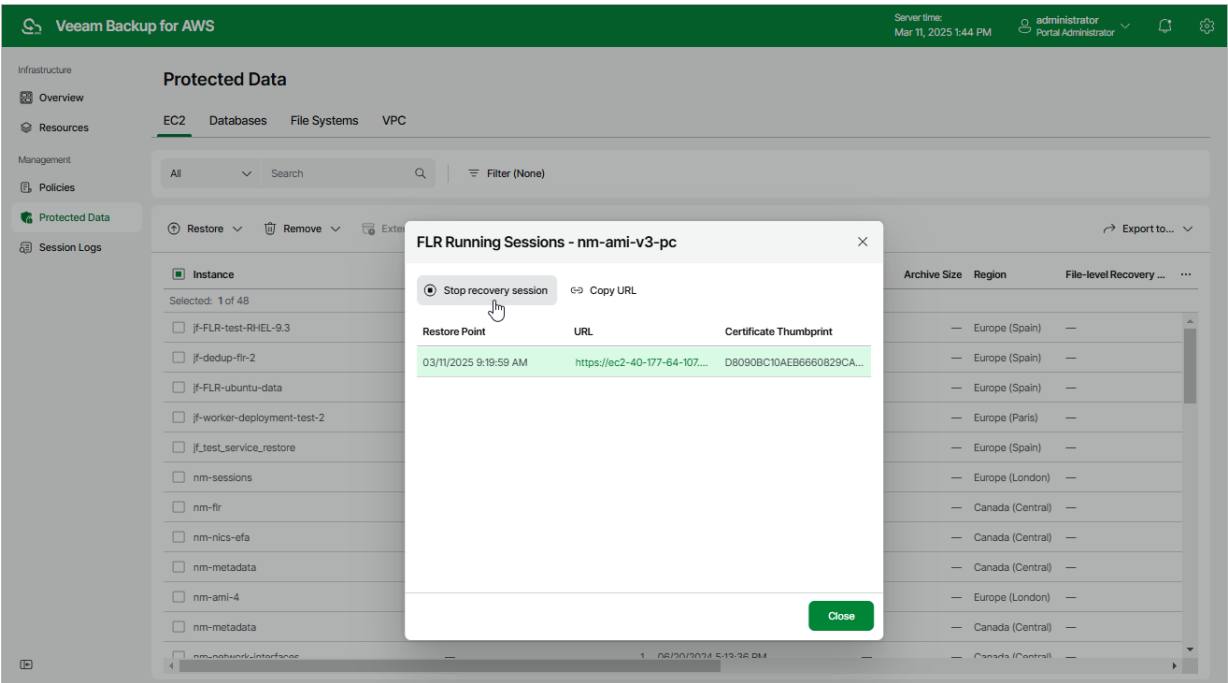 Veeam Backup for AWS
Server time:
Mar 11, 2025 1:44 PM
administrator
Portal Administrator
Infrastructure
Overview
Resources
Management
Policies
Protected Data
Session Logs
Protected Data
EC2 Databases File Systems VPC
All Search Filter (None)
Restore Remove Exte Export to...
Instance Archive Size Region File-level Recovery ...
Selected: 1 of 48
jf-FLR-test-RHEL-9.3 — Europe (Spain) —
jf-dedup-flr-2 — Europe (Spain) —
jf-FLR-ubuntu-data — Europe (Spain) —
jf-worker-deployment-test-2 — Europe (Paris) —
jf_test_service_restore — Europe (Spain) —
nm-sessions — Europe (London) —
nm-flr — Canada (Central) —
nm-nics-efa — Canada (Central) —
nm-metadata — Canada (Central) —
nm-ami-4 — Europe (London) —
nm-metadata — Canada (Central) —
nm-network-interfaces — 1 06/20/2024 5:13:36 PM — — Canada (Central) —
FLR Running Sessions - nm-ami-v3-pc
Stop recovery session Copy URL
Restore Point URL Certificate Thumbprint
03/11/2025 9:19:59 AM https://ec2-40-177-64-107.... D8090BC10AEB6660829CA...
Close